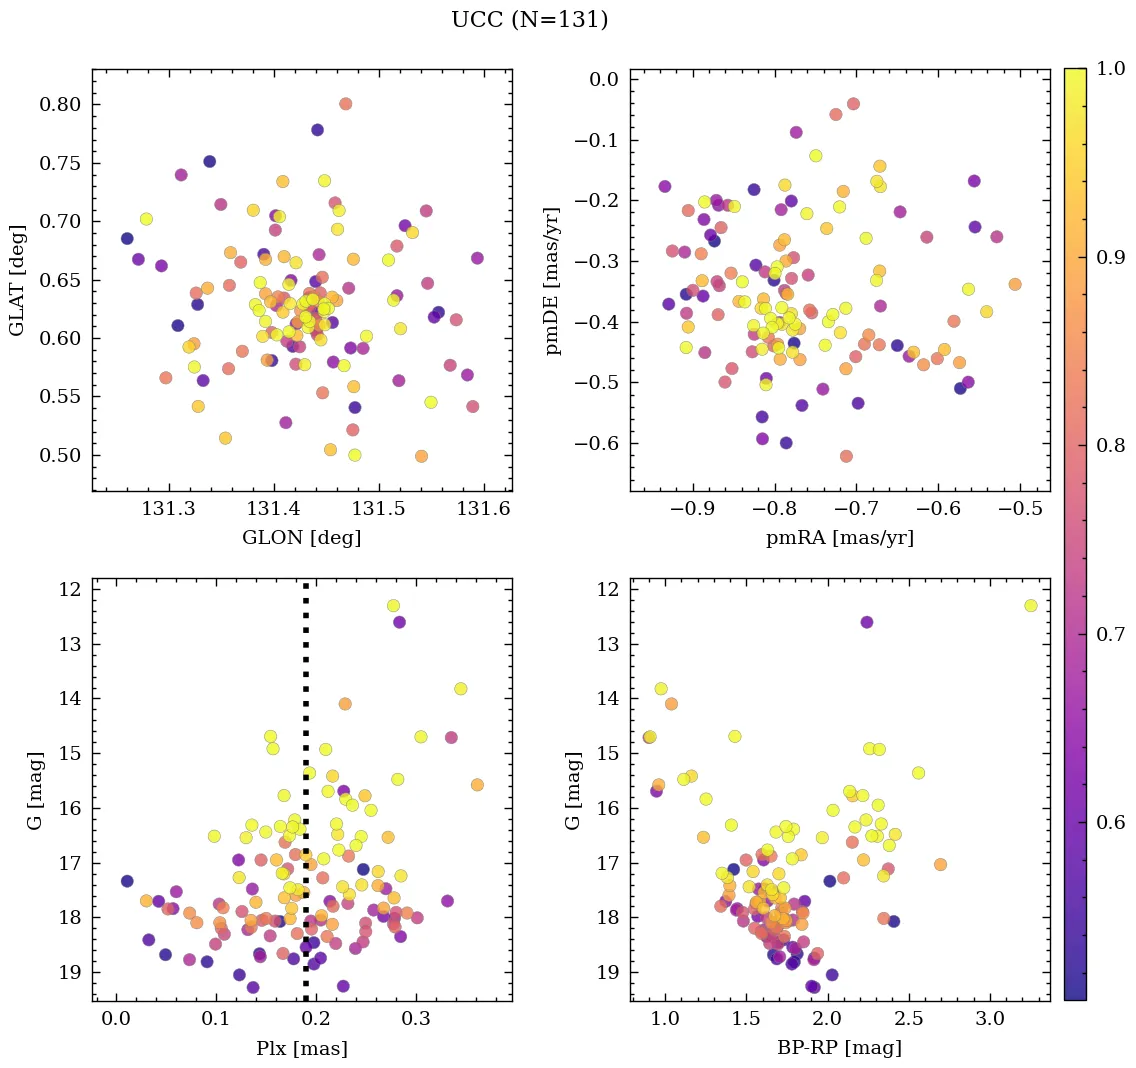 UCC (N=131)
0.80
0.75
0.70
0.65
0.60
0.55
0.50
GLAT [deg]
131.3 131.4 131.5 131.6
GLON [deg]
0.0
−0.1
−0.2
−0.3
−0.4
−0.5
−0.6
pmDE [mas/yr]
−0.9 −0.8 −0.7 −0.6 −0.5
pmRA [mas/yr]
12
13
14
15
16
17
18
19
G [mag]
0.0 0.1 0.2 0.3
Plx [mas]
12
13
14
15
16
17
18
19
G [mag]
1.0 1.5 2.0 2.5 3.0
BP-RP [mag]
1.0
0.9
0.8
0.7
0.6